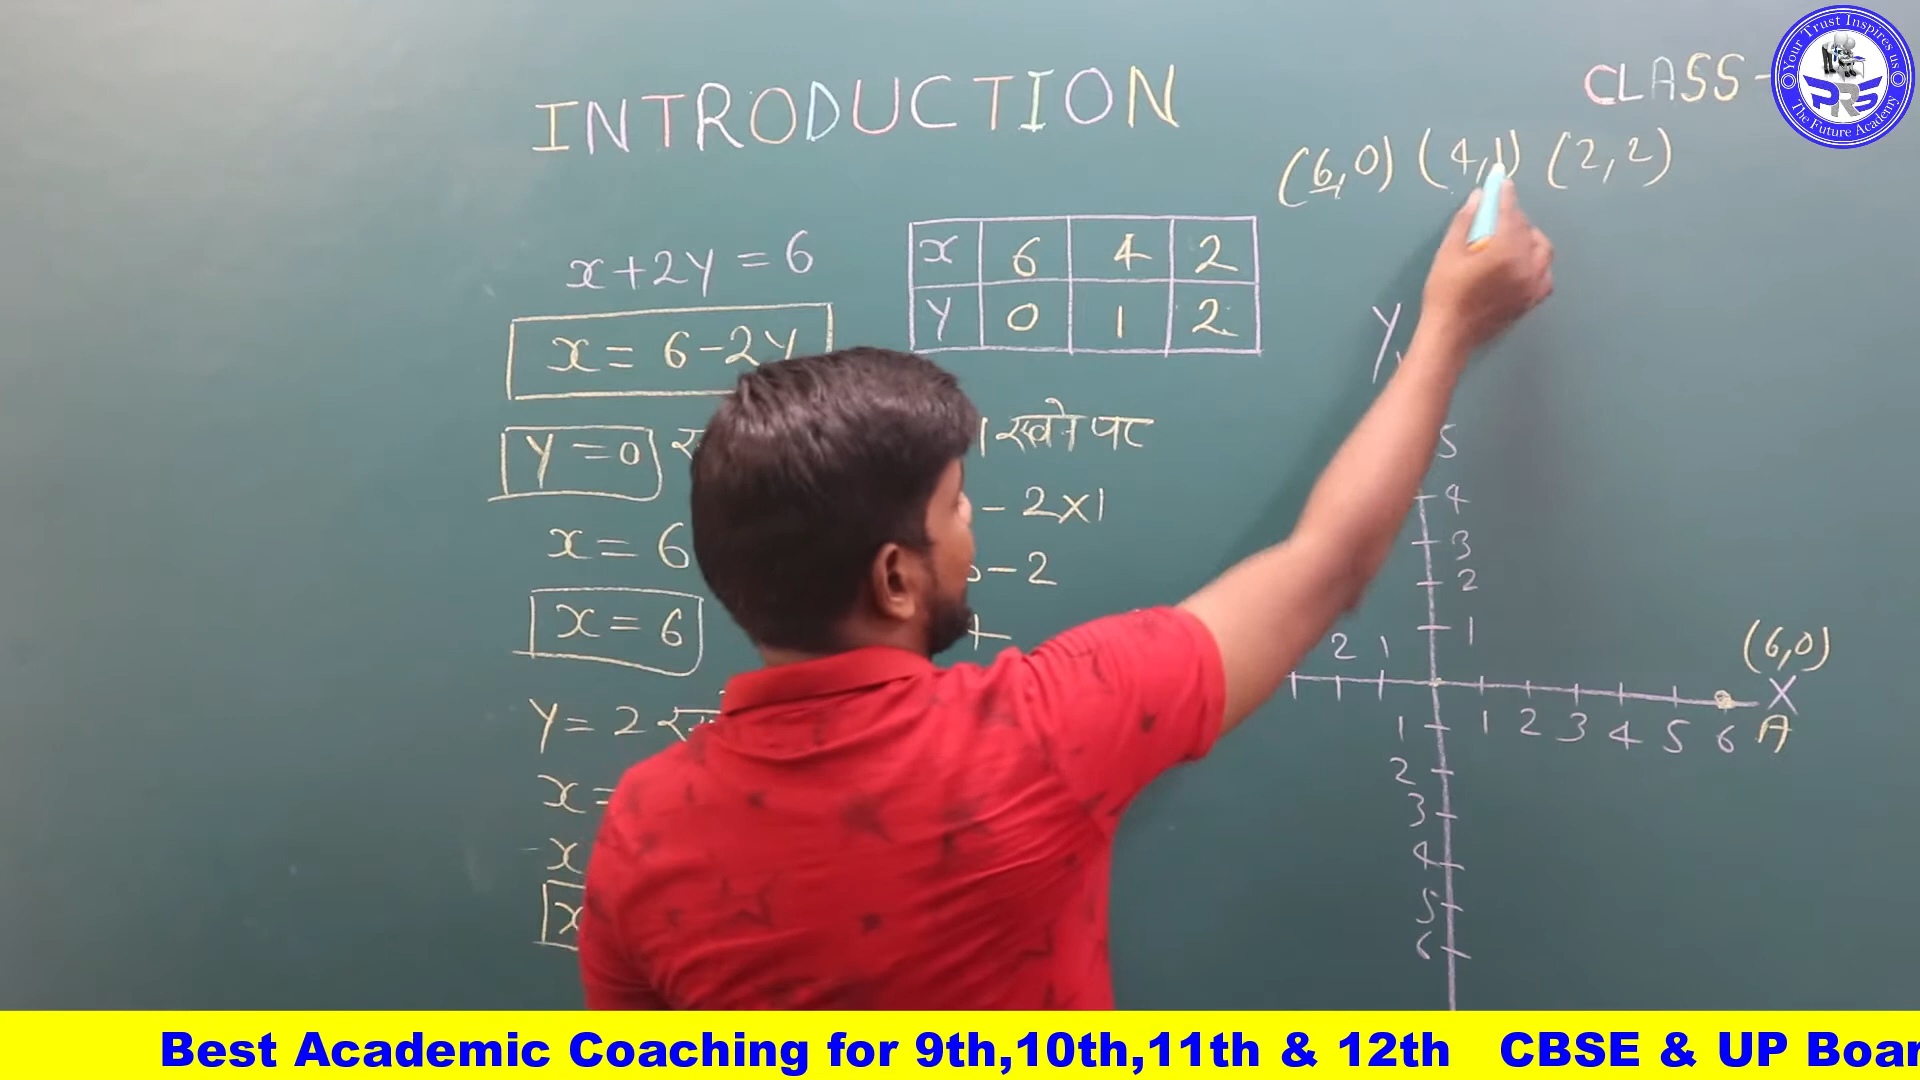 INTRODUCTION
CLASS-
Your Trust Inspires us
PRS
The Future Academy
(6,0) (4,1) (2,2)
x+2y = 6
x 6 4 2
y 0 1 2
x = 6-2y
y = 0
रखने पर
x = 6
- 2×1
- 2
x = 6
y = 2
x =
x
x
Y
5
4
3
2
1
2 1
(6,0)
X
1 2 3 4 5 6 A
1
2
3
4
5
6
Best Academic Coaching for 9th,10th,11th & 12th CBSE & UP Boar